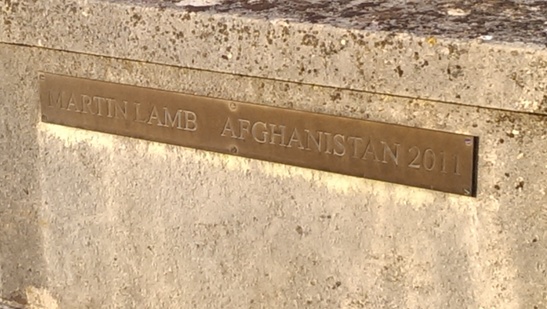 MARTIN LAMB AFGHANISTAN 2011